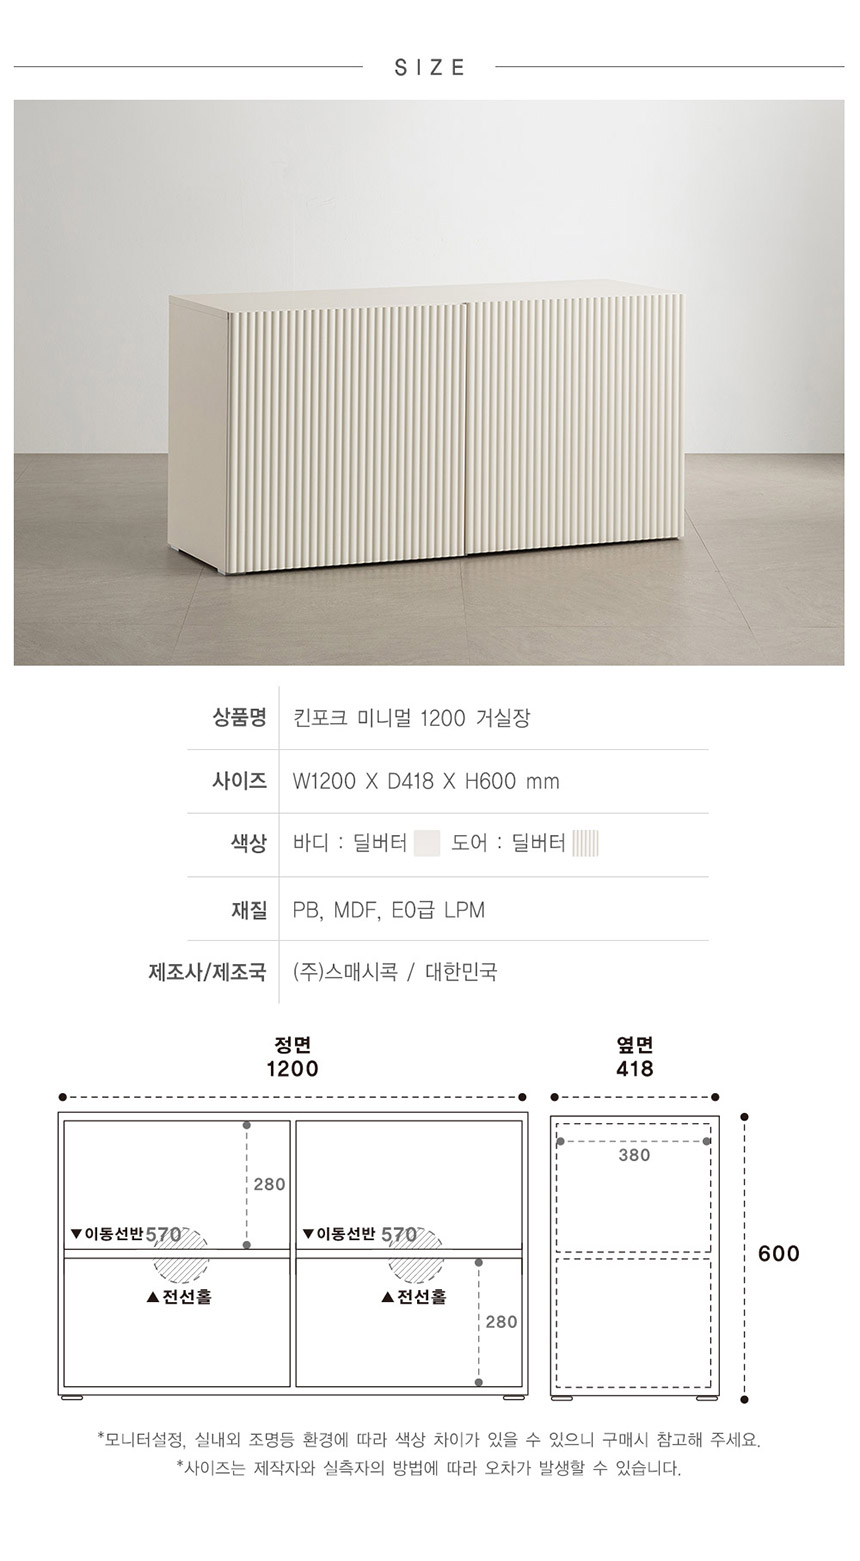 SIZE
상품명 킨포크 미니멀 1200 거실장
사이즈 W1200 X D418 X H600 mm
색상 바디 : 딜버터 도어 : 딜버터
재질 PB, MDF, E0급 LPM
제조사/제조국 (주)스매시콕 / 대한민국
정면
1200
옆면
418
380
280
▼이동선반570
▼이동선반 570
600
▲전선홀
▲전선홀
280
*모니터설정, 실내외 조명등 환경에 따라 색상 차이가 있을 수 있으니 구매시 참고해 주세요.
*사이즈는 제작자와 실측자의 방법에 따라 오차가 발생할 수 있습니다.